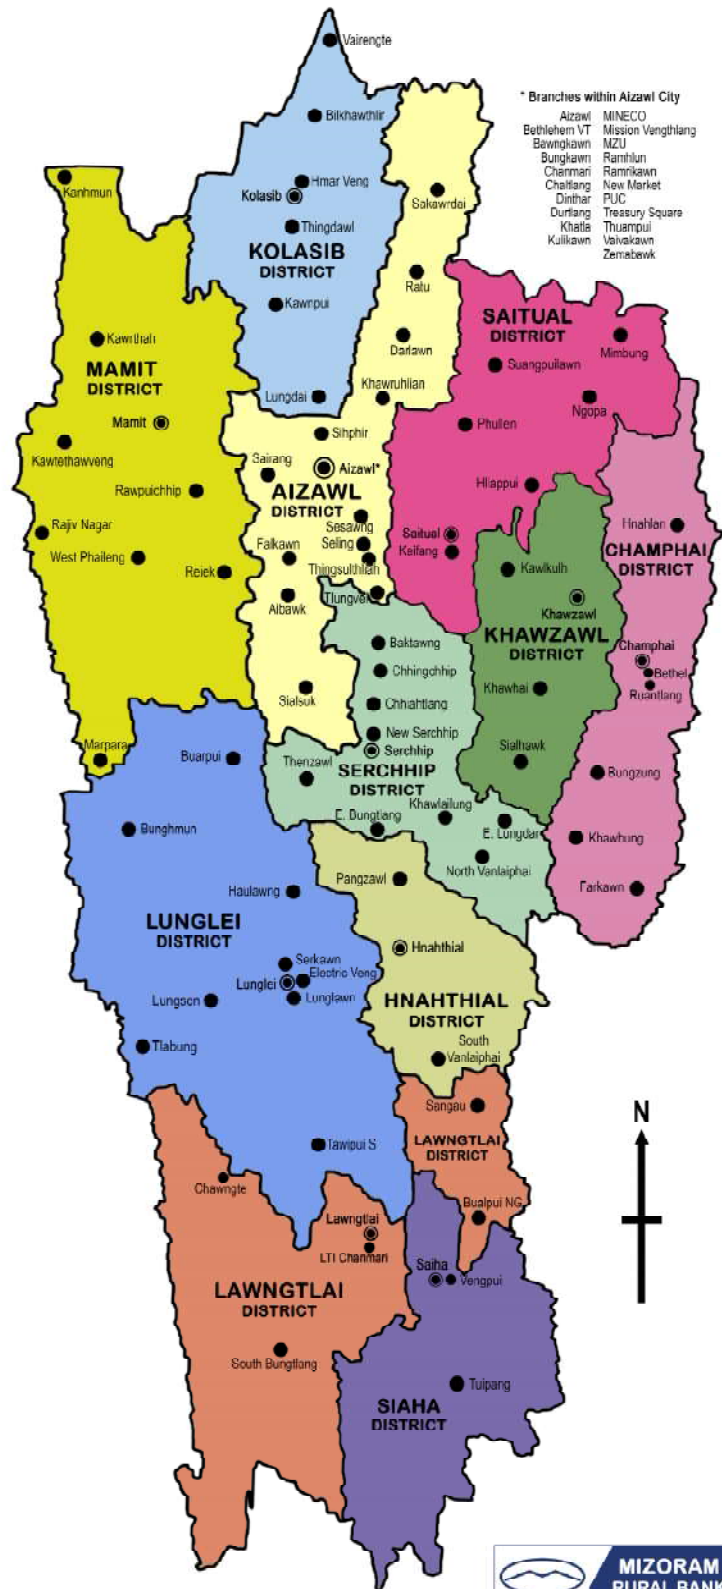 Vairengte
* Branches within Aizawl City
Bilkhawthlir
Aizawl MINECO
Bethlehem VT Mission Vengthlang
Bawngkawn MZU
Bungkawn Ramhlun
Chanmari Ramrikawn
Chaltlang New Market
Dinthar PUC
Durtlang Treasury Square
Khatla Thuampui
Kulikawn Vaivakawn
Zemabawk
Kanhmun
Hmar Veng
Kolasib
Sakawrdai
Thingdawl
KOLASIB
DISTRICT
Ratu
Kawnpui
SAITUAL
DISTRICT
Kawrthah
Darlawn
Mimbung
Suangpuilawn
MAMIT
DISTRICT
Lungdai
Khawruhlian
Ngopa
Mamit
Phullen
Sihphir
Kawtethawveng
Sairang
Aizawl*
Rawpuichhip
AIZAWL
DISTRICT
Hliappui
Sesawng
Rajiv Nagar
Saitual
Hnahlan
Seling
Keifang
CHAMPHAI
DISTRICT
West Phaileng
Falkawn
Reiek
Thingsulthliah
Kawlkulh
Aibawk
Tlungvel
Khawzawl
KHAWZAWL
DISTRICT
Baktawng
Champhai
Chhingchhip
Bethel
Khawhai
Ruantlang
Sialsuk
Chhiahtlang
New Serchhip
Serchhip
Marpara
Buarpui
Sialhawk
Thenzawl
SERCHHIP
DISTRICT
Bungzung
Khawlailung
E. Bungtlang
E. Lungdar
Bunghmun
Khawbung
North Vanlaiphai
Pangzawl
Haulawng
Farkawn
LUNGLEI
DISTRICT
Hnahthial
Serkawn
Electric Veng
Lunglei
Lungsen
Lunglawn
HNAHTHIAL
DISTRICT
South
Vanlaiphai
Tlabung
Sangau
N
LAWNGTLAI
DISTRICT
Tawipui S
Chawngte
Bualpui NG
Lawngtlai
LTI Chanmari
Saiha
Vengpui
LAWNGTLAI
DISTRICT
South Bungtlang
Tuipang
SIAHA
DISTRICT
MIZORAM
RURAL BANK